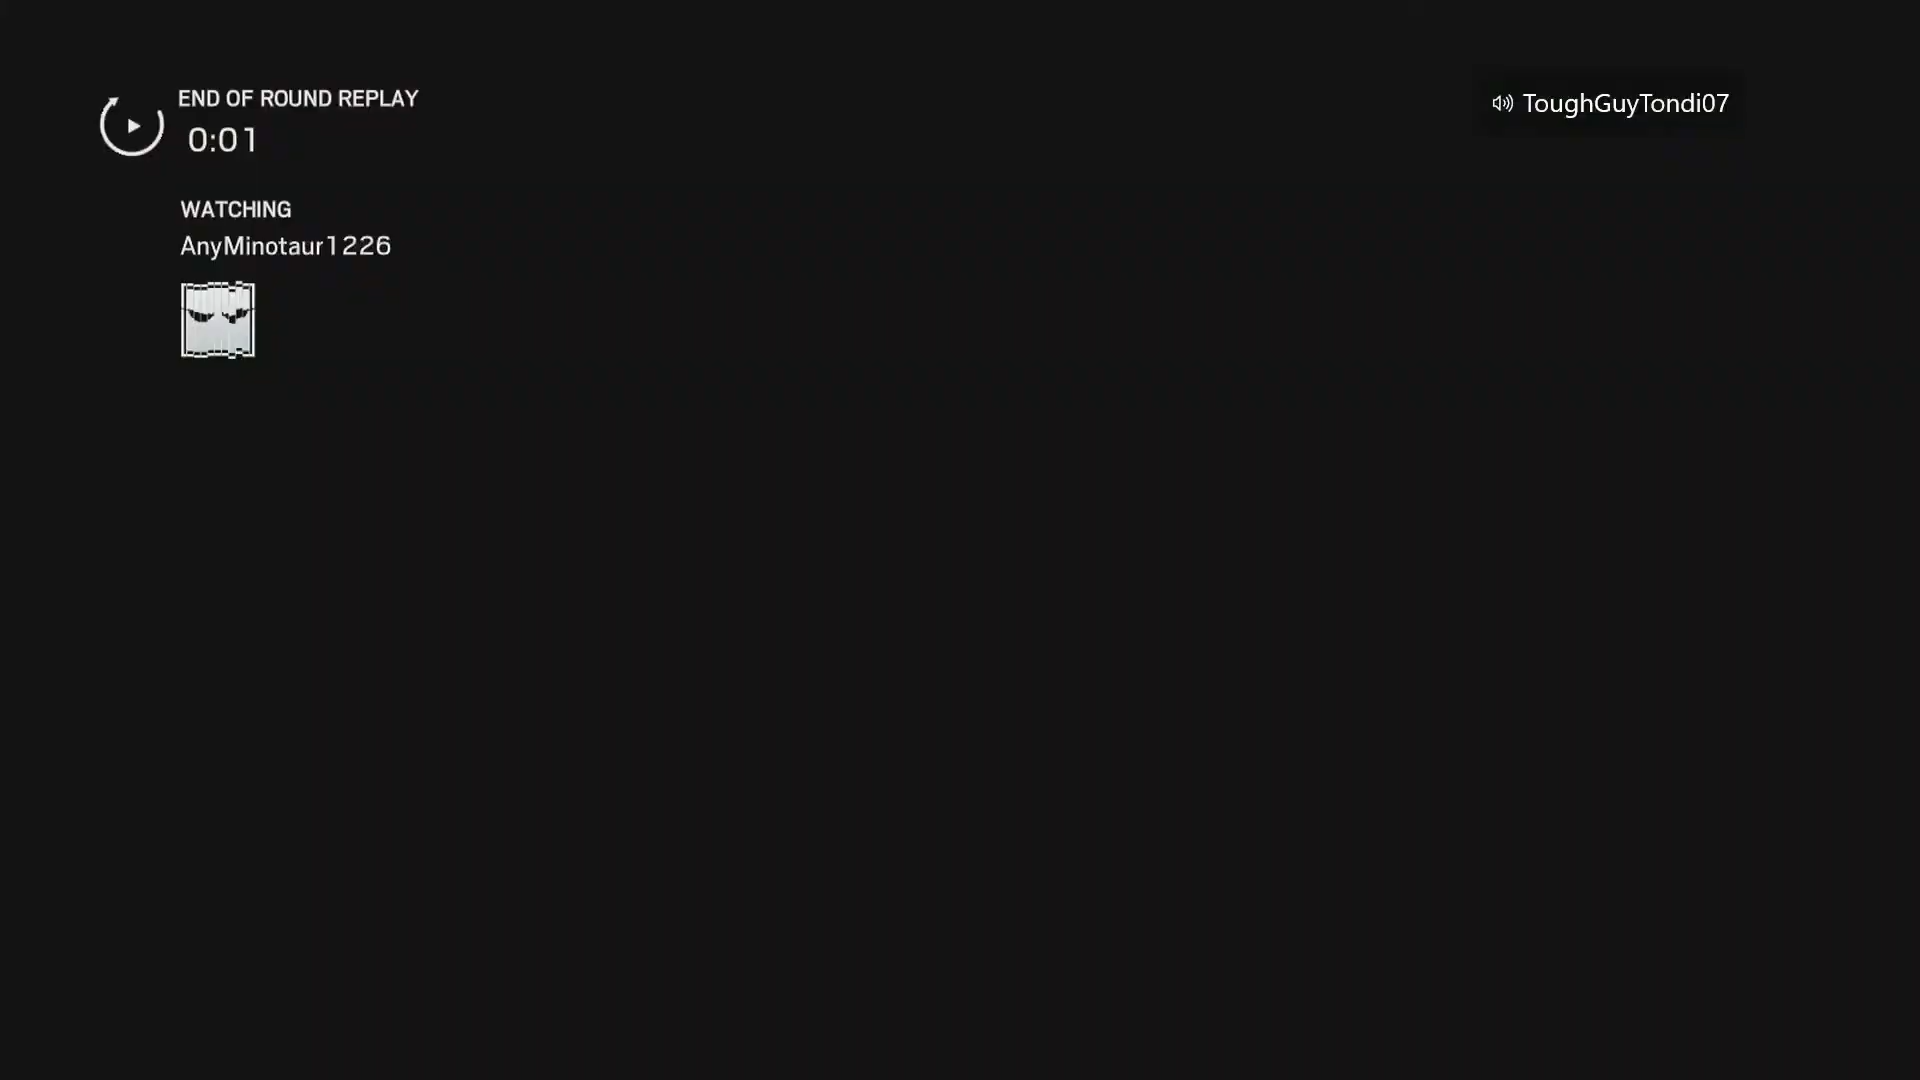 END OF ROUND REPLAY
0:01
ToughGuyTondi07
WATCHING
AnyMinotaur1226